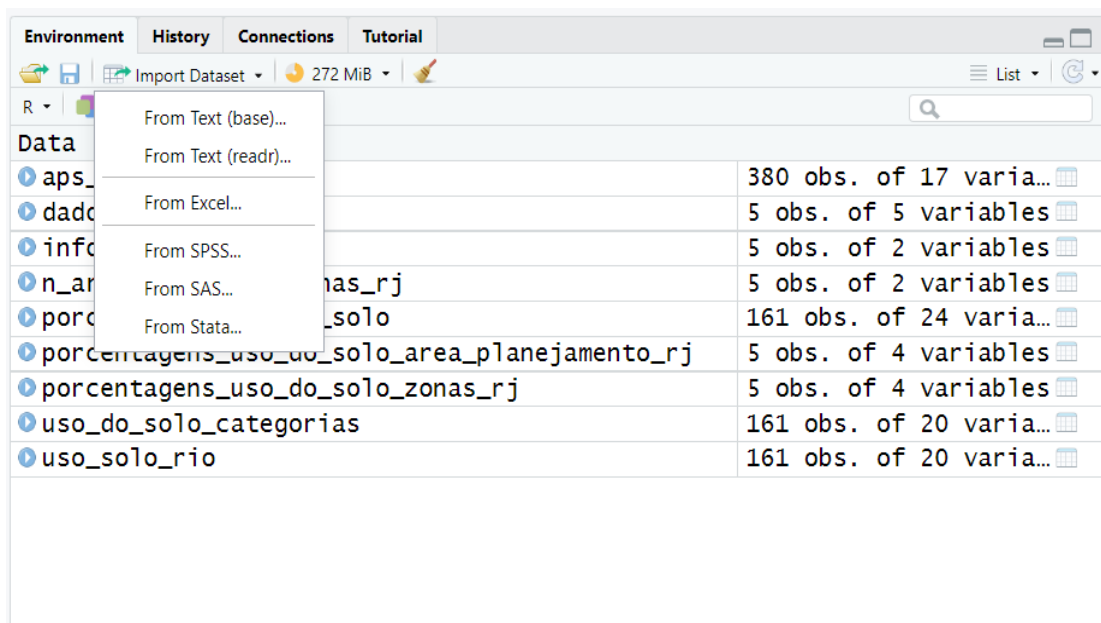 Environment History Connections Tutorial
Import Dataset 272 MiB List
R
From Text (base)...
From Text (readr)...
From Excel...
From SPSS...
From SAS...
From Stata...
Data
aps_ 380 obs. of 17 varia…
dado 5 obs. of 5 variables
info 5 obs. of 2 variables
n_ar nas_rj 5 obs. of 2 variables
porc _solo 161 obs. of 24 varia…
porcentagens_uso_do_solo_area_planejamento_rj 5 obs. of 4 variables
porcentagens_uso_do_solo_zonas_rj 5 obs. of 4 variables
uso_do_solo_categorias 161 obs. of 20 varia…
uso_solo_rio 161 obs. of 20 varia…